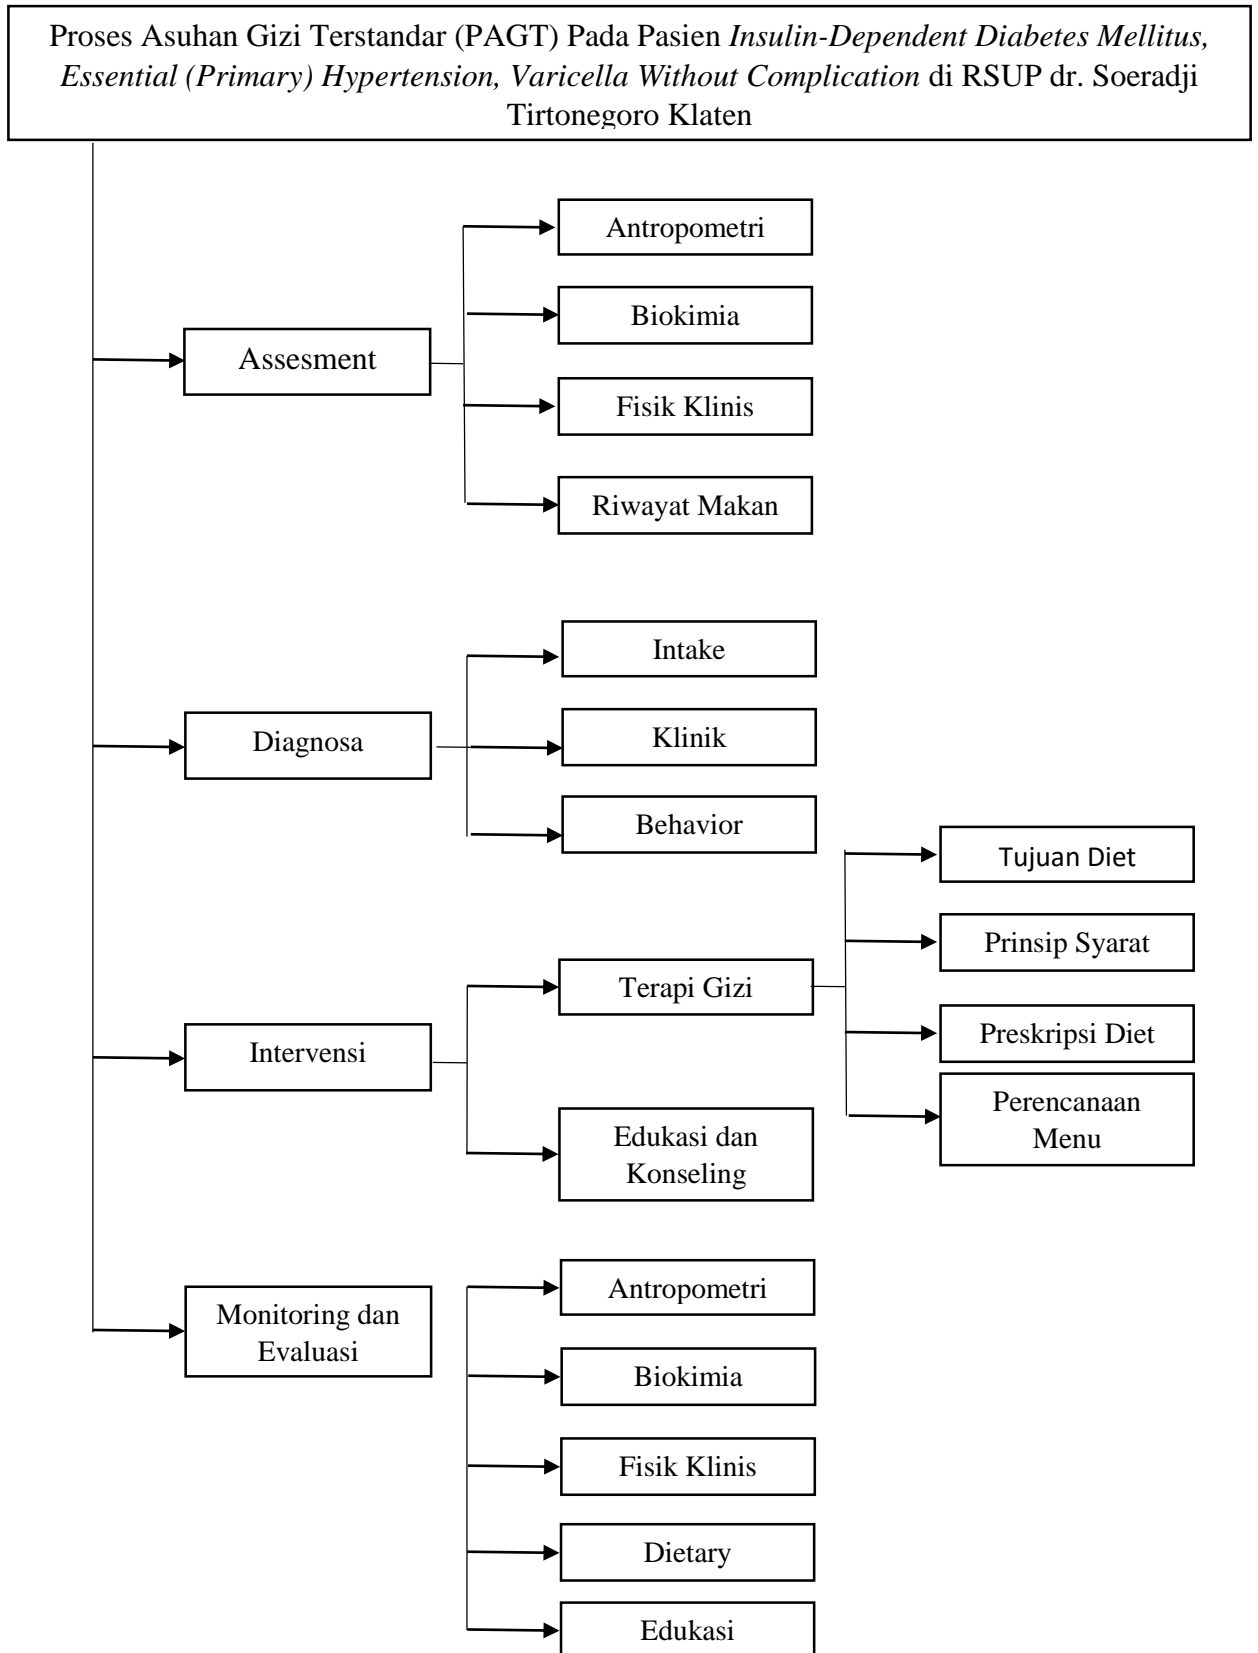 Proses Asuhan Gizi Terstandar (PAGT) Pada Pasien Insulin-Dependent Diabetes Mellitus,
Essential (Primary) Hypertension, Varicella Without Complication di RSUP dr. Soeradji
Tirtonegoro Klaten
Assesment
Antropometri
Biokimia
Fisik Klinis
Riwayat Makan
Diagnosa
Intake
Klinik
Behavior
Intervensi
Terapi Gizi
Tujuan Diet
Prinsip Syarat
Preskripsi Diet
Perencanaan
Menu
Edukasi dan
Konseling
Monitoring dan
Evaluasi
Antropometri
Biokimia
Fisik Klinis
Dietary
Edukasi